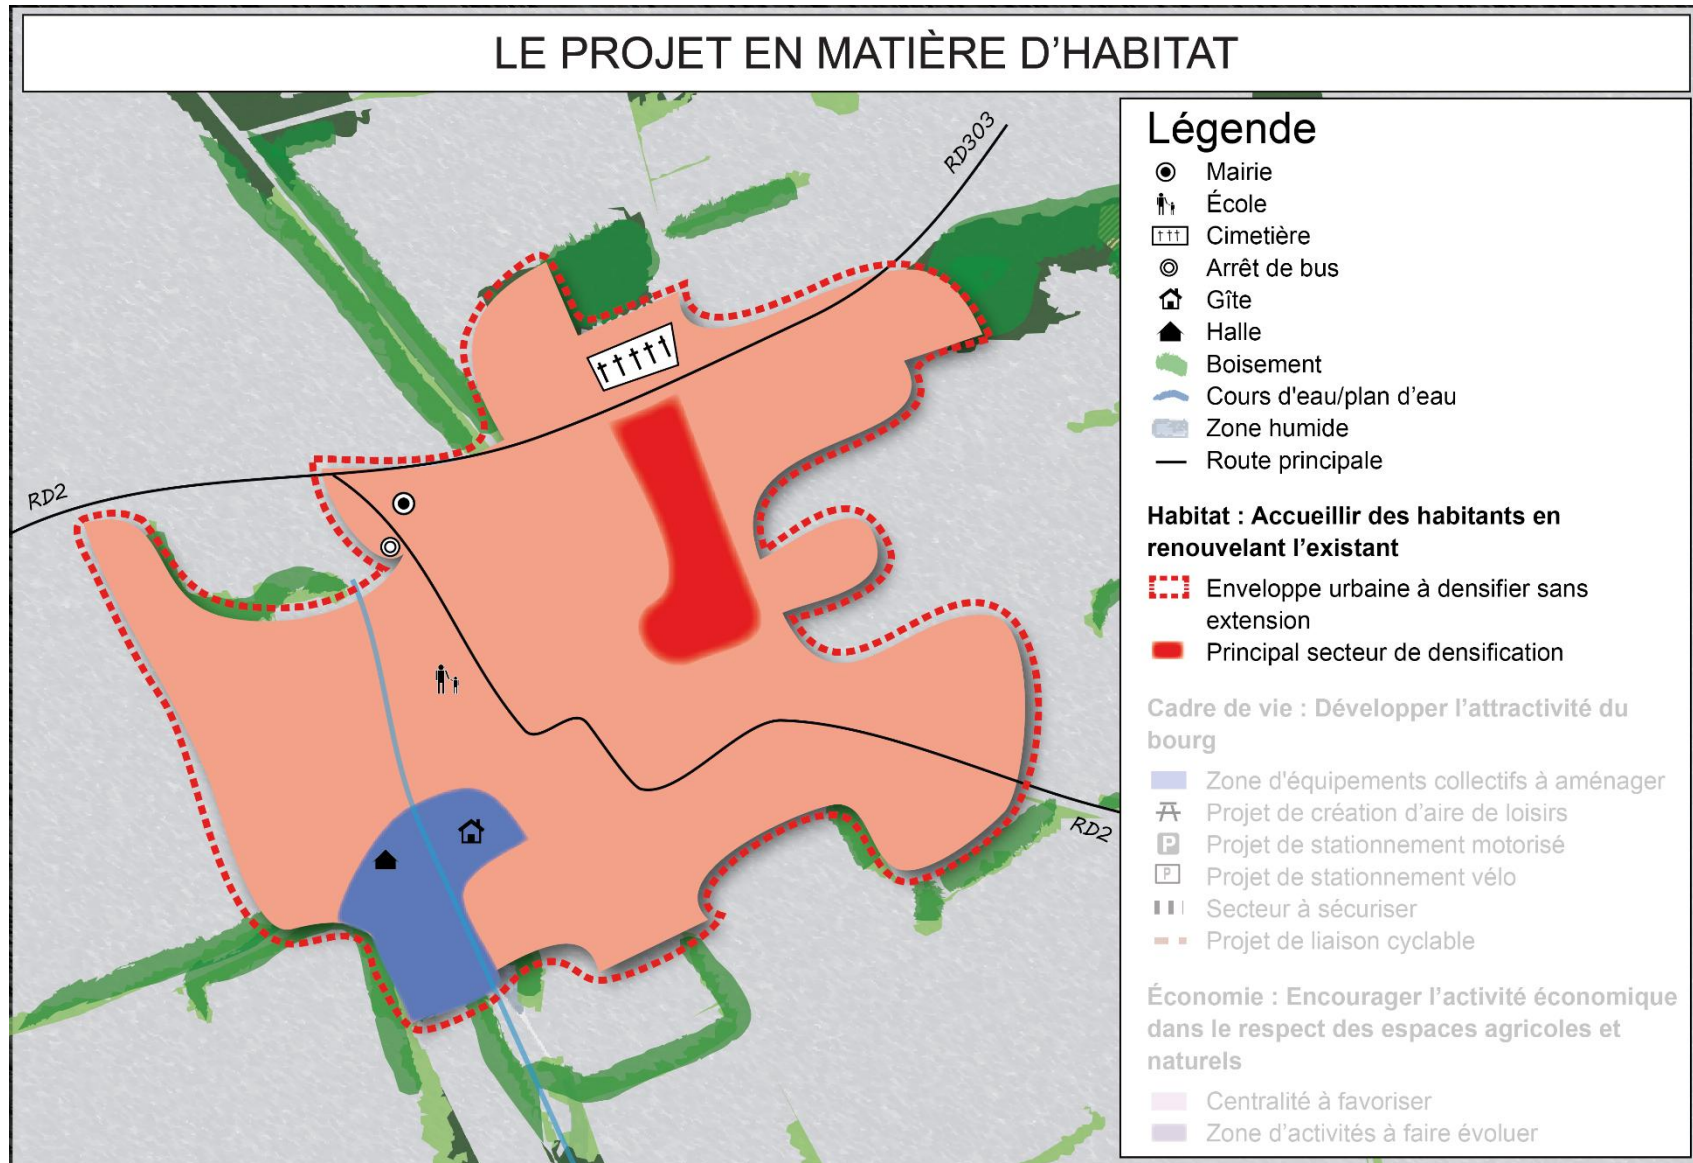 LE PROJET EN MATIÈRE D'HABITAT
RD303
RD2
RD2
Légende
Mairie
École
Cimetière
Arrêt de bus
Gîte
Halle
Boisement
Cours d'eau/plan d'eau
Zone humide
Route principale
Habitat : Accueillir des habitants en
renouvelant l'existant
Enveloppe urbaine à densifier sans
extension
Principal secteur de densification
Cadre de vie : Développer l'attractivité du
bourg
Zone d'équipements collectifs à aménager
Projet de création d'aire de loisirs
P Projet de stationnement motorisé
P Projet de stationnement vélo
Secteur à sécuriser
Projet de liaison cyclable
Économie : Encourager l'activité économique
dans le respect des espaces agricoles et
naturels
Centralité à favoriser
Zone d'activités à faire évoluer